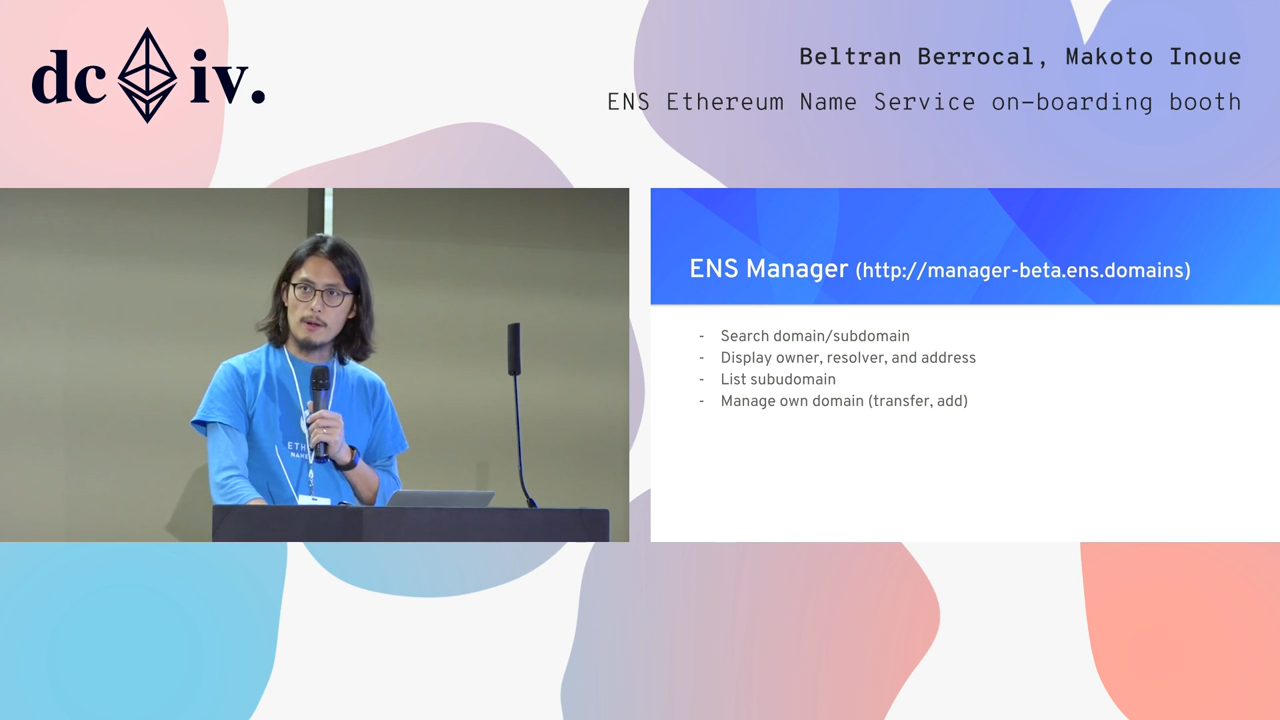 dc iv.
Beltran Berrocal, Makoto Inoue
ENS Ethereum Name Service on-boarding booth
ENS Manager (http://manager-beta.ens.domains)
- Search domain/subdomain
- Display owner, resolver, and address
- List subudomain
- Manage own domain (transfer, add)